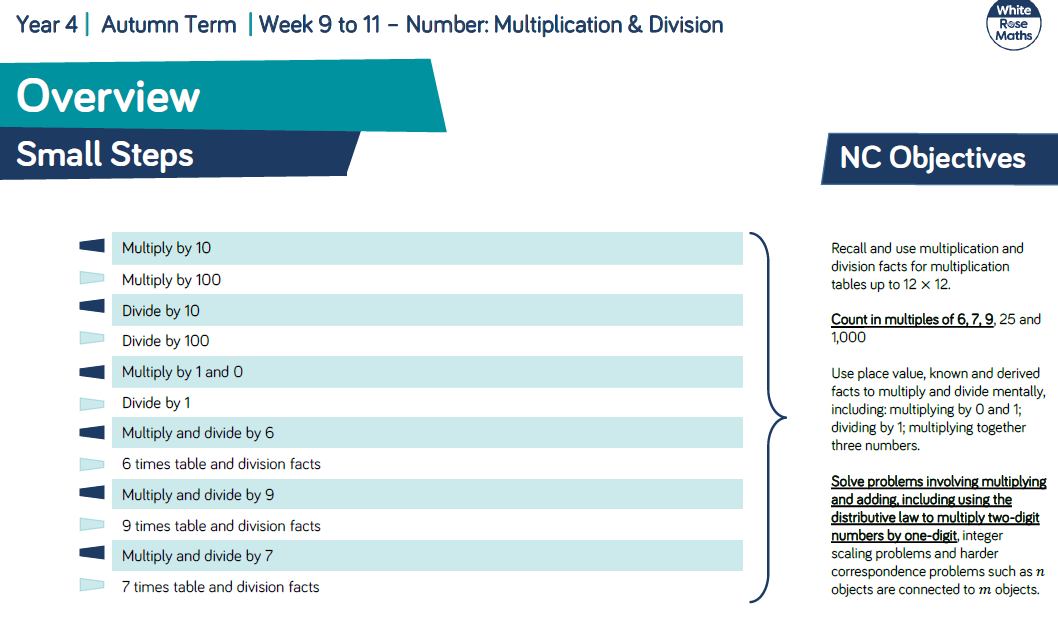 Year 4 | Autumn Term | Week 9 to 11 – Number: Multiplication & Division
White
Rose
Maths
Overview
Small Steps
NC Objectives
Multiply by 10
Multiply by 100
Divide by 10
Divide by 100
Multiply by 1 and 0
Divide by 1
Multiply and divide by 6
6 times table and division facts
Multiply and divide by 9
9 times table and division facts
Multiply and divide by 7
7 times table and division facts
Recall and use multiplication and
division facts for multiplication
tables up to 12 × 12.
Count in multiples of 6, 7, 9, 25 and
1,000
Use place value, known and derived
facts to multiply and divide mentally,
including: multiplying by 0 and 1;
dividing by 1; multiplying together
three numbers.
Solve problems involving multiplying
and adding, including using the
distributive law to multiply two-digit
numbers by one-digit, integer
scaling problems and harder
correspondence problems such as n
objects are connected to m objects.